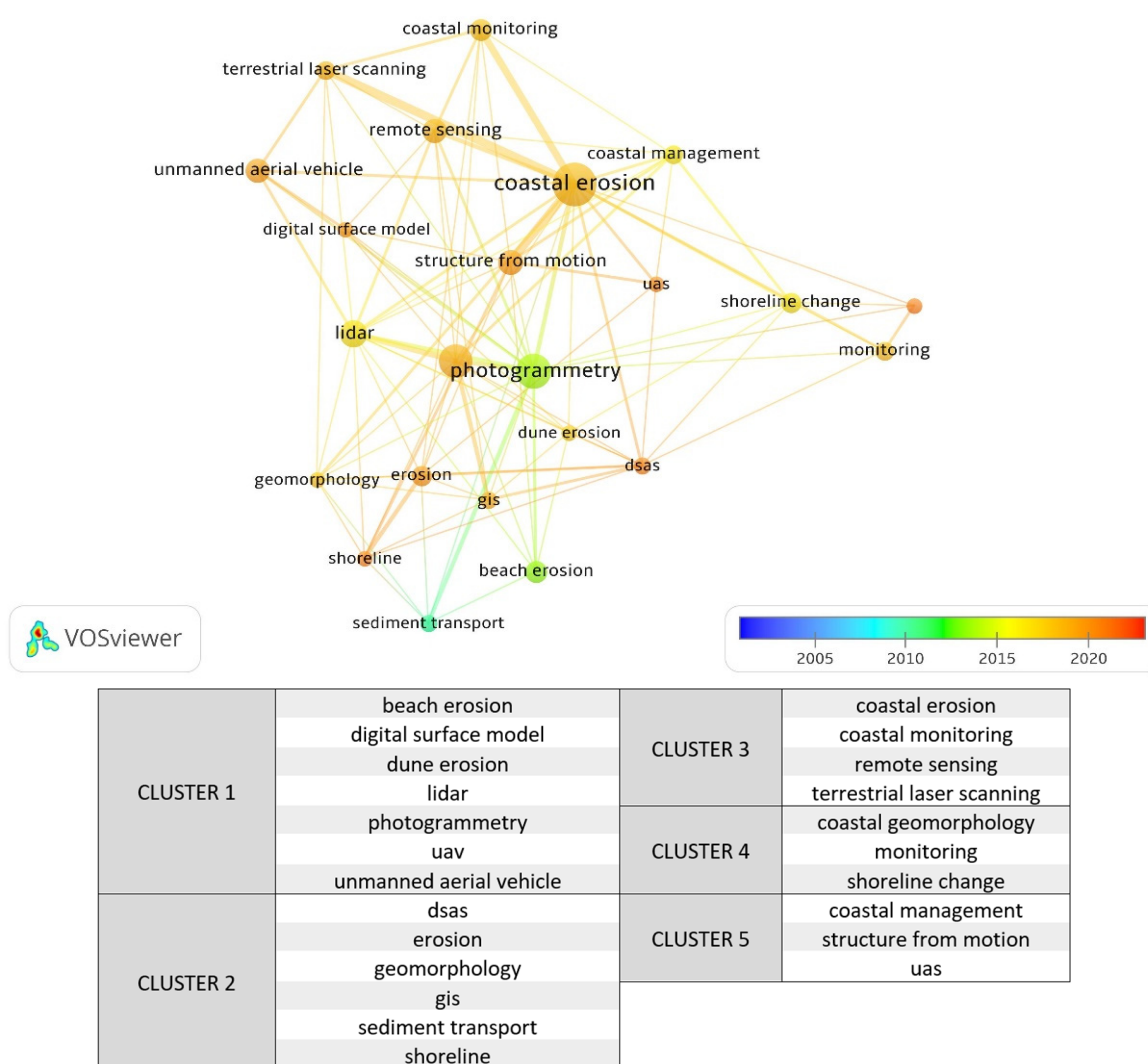 coastal monitoring
terrestrial laser scanning
remote sensing
coastal management
unmanned aerial vehicle
coastal erosion
digital surface model
structure from motion
uas
shoreline change
lidar
monitoring
photogrammetry
dune erosion
dsas
erosion
geomorphology
gis
shoreline
beach erosion
sediment transport
VOSviewer
2005 2010 2015 2020
CLUSTER 1
beach erosion
digital surface model
dune erosion
lidar
photogrammetry
uav
unmanned aerial vehicle
CLUSTER 2
dsas
erosion
geomorphology
gis
sediment transport
shoreline
CLUSTER 3
coastal erosion
coastal monitoring
remote sensing
terrestrial laser scanning
CLUSTER 4
coastal geomorphology
monitoring
shoreline change
CLUSTER 5
coastal management
structure from motion
uas